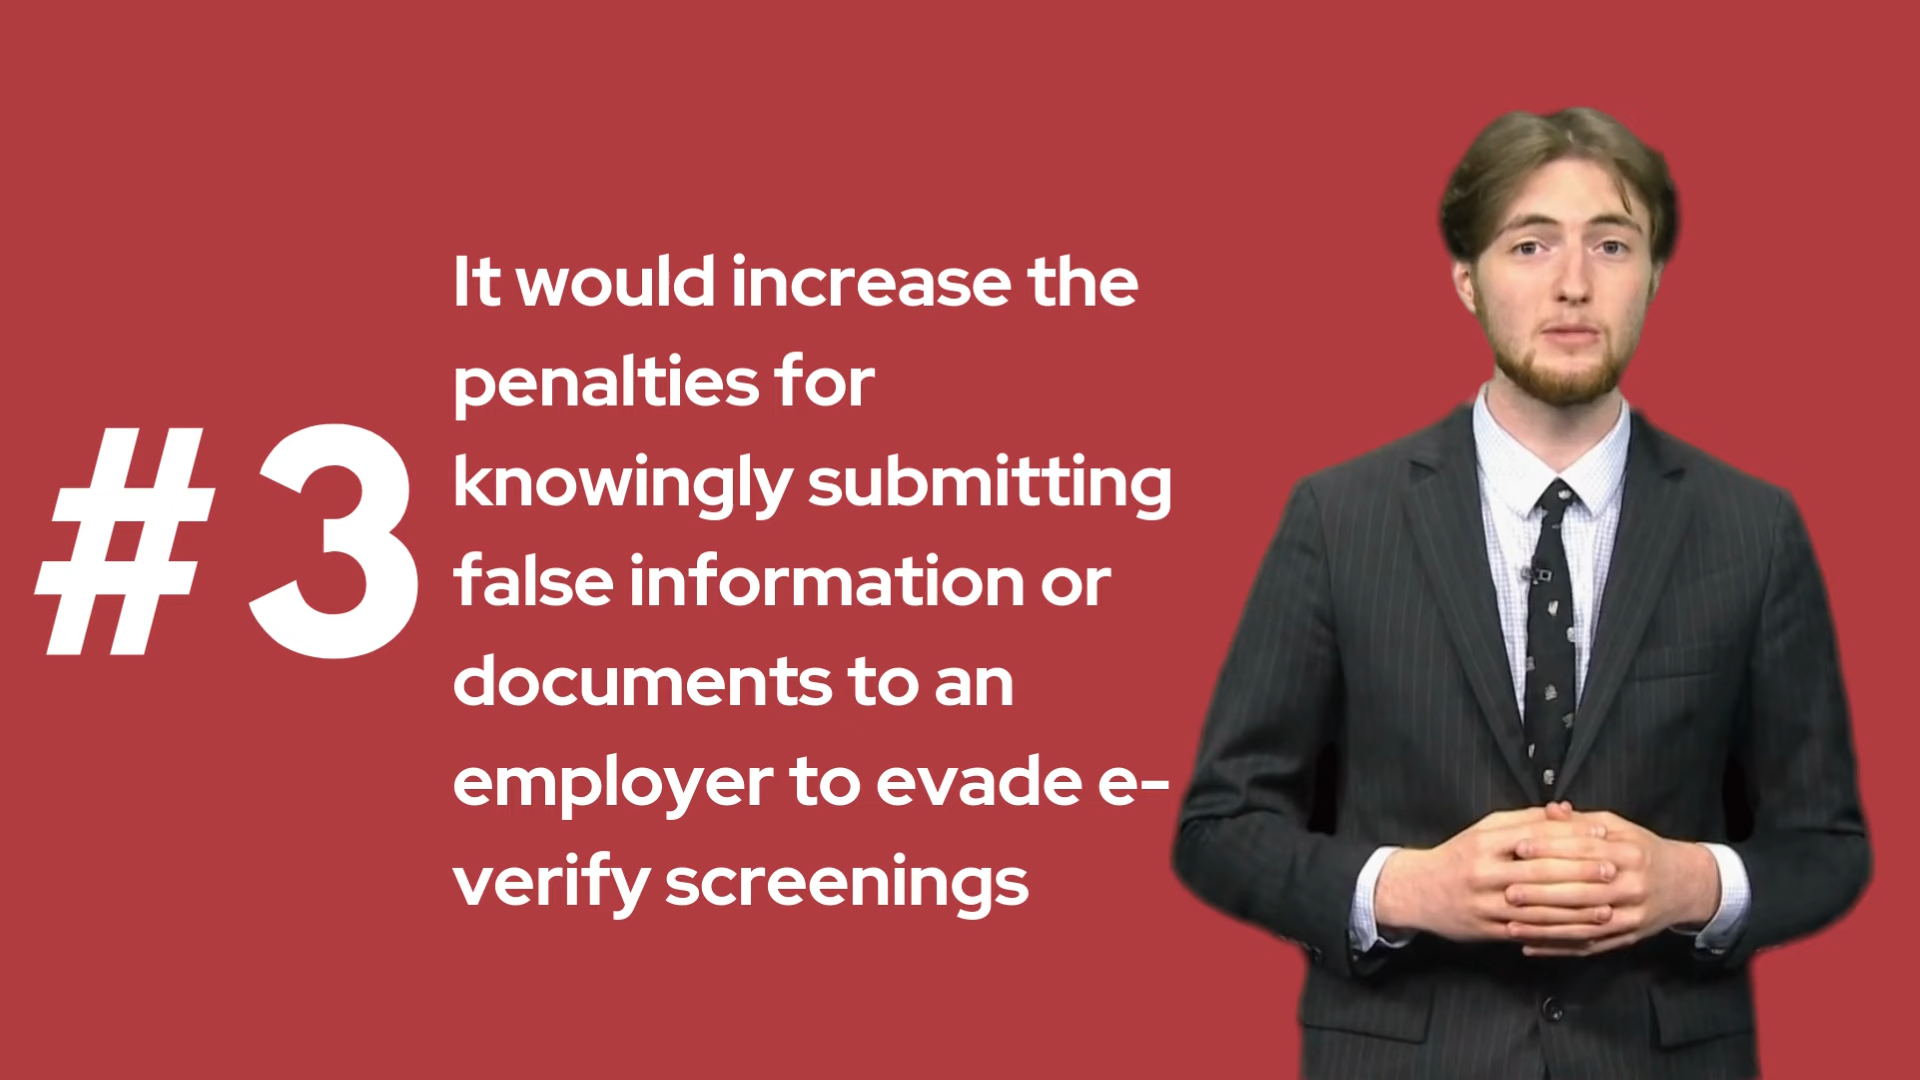 #3
It would increase the
penalties for
knowingly submitting
false information or
documents to an
employer to evade e-
verify screenings